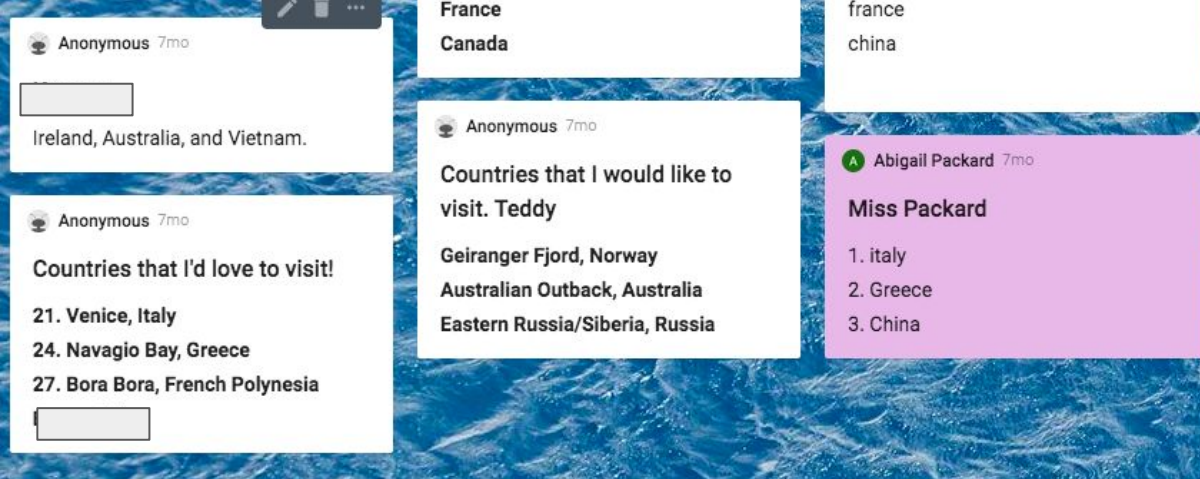 Anonymous 7mo
Ireland, Australia, and Vietnam.
Anonymous 7mo
Countries that I'd love to visit!
21. Venice, Italy
24. Navagio Bay, Greece
27. Bora Bora, French Polynesia
France
Canada
Anonymous 7mo
Countries that I would like to
visit. Teddy
Geiranger Fjord, Norway
Australian Outback, Australia
Eastern Russia/Siberia, Russia
france
china
A Abigail Packard 7mo
Miss Packard
1. italy
2. Greece
3. China